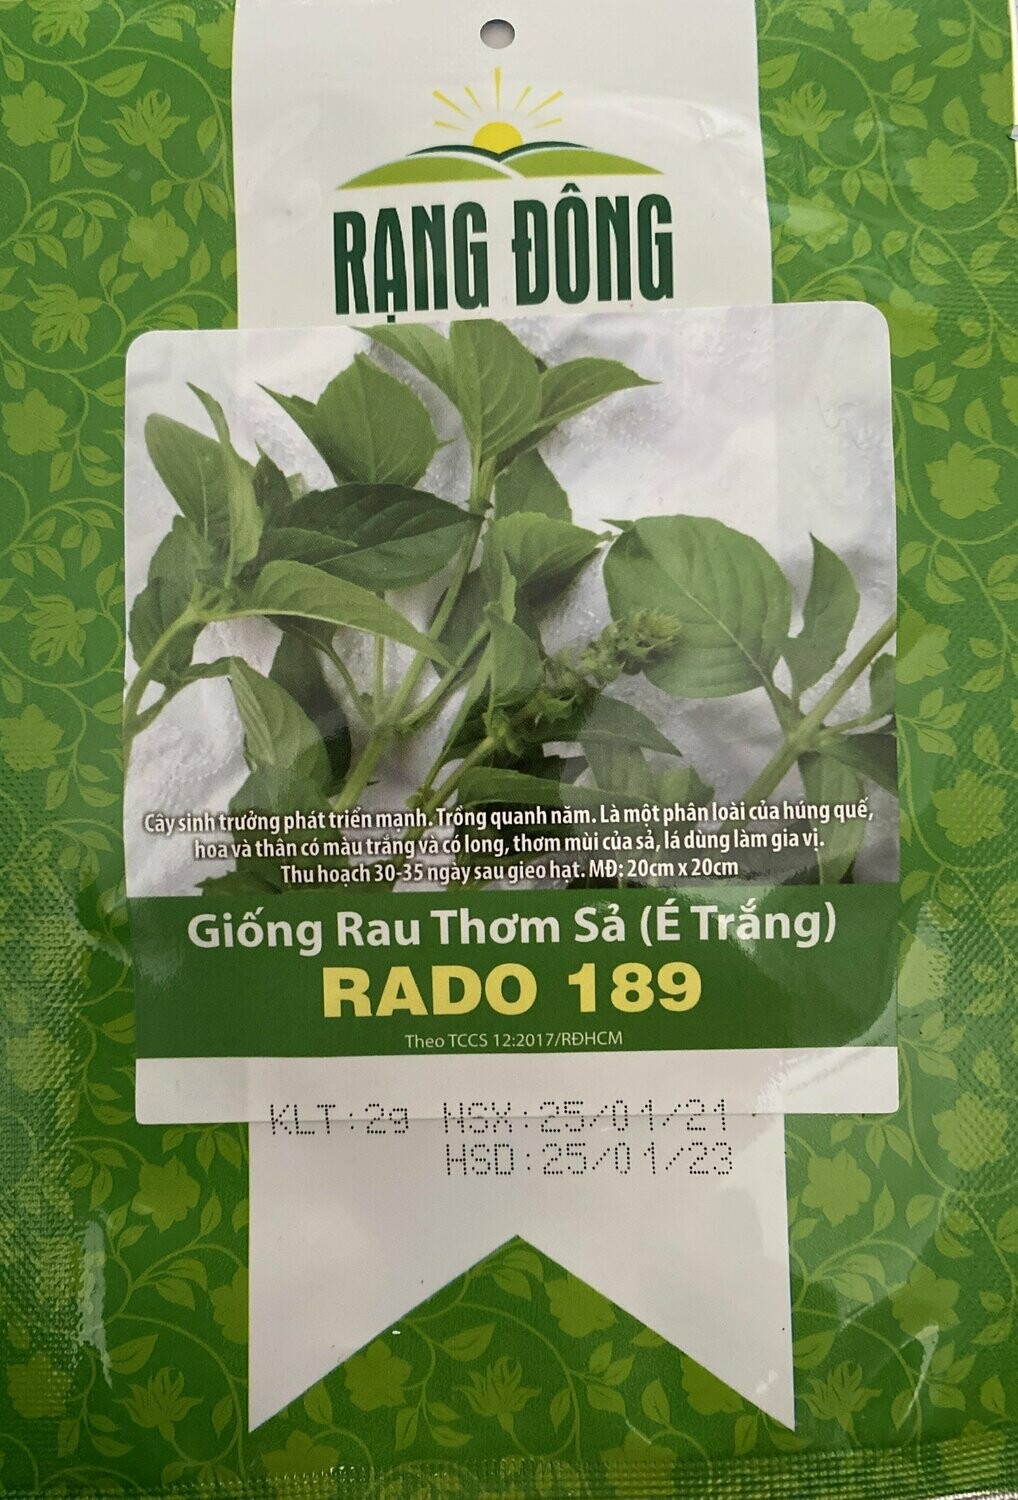 RẠNG ĐÔNG
Cây sinh trưởng phát triển mạnh. Trồng quanh năm. Là một phân loài của húng quế,
hoa và thân có màu trắng và có long, thơm mùi của sả, lá dùng làm gia vị.
Thu hoạch 30-35 ngày sau gieo hạt. MĐ: 20cm x 20cm
Giống Rau Thơm Sả (É Trắng)
RADO 189
Theo TCCS 12:2017/RĐHCM
KLT:2g NSX:25/01/21
HSD:25/01/23